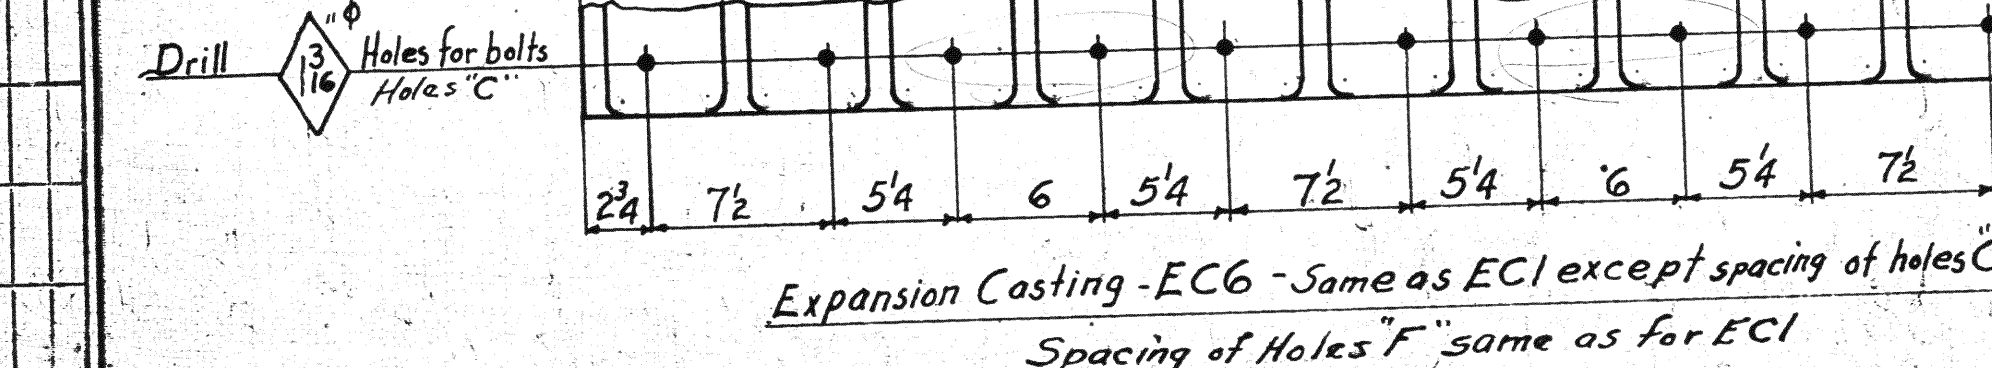 Drill 13/16"ϕ Holes for bolts
Holes "C"
2 3/4 7 1/2 5 1/4 6 5 1/4 7 1/2 5 1/4 6 5 1/4 7 1/2
Expansion Casting - EC6 - Same as EC1 except spacing of holes "C
Spacing of Holes "F" same as for EC1